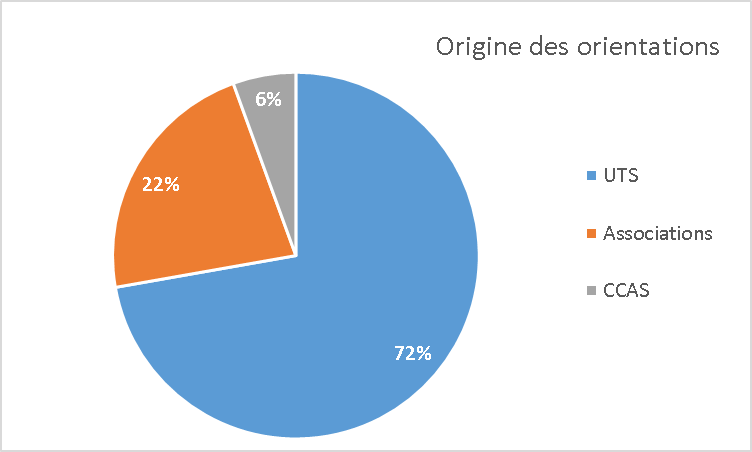 Origine des orientations
6%
22%
72%
UTS
Associations
CCAS